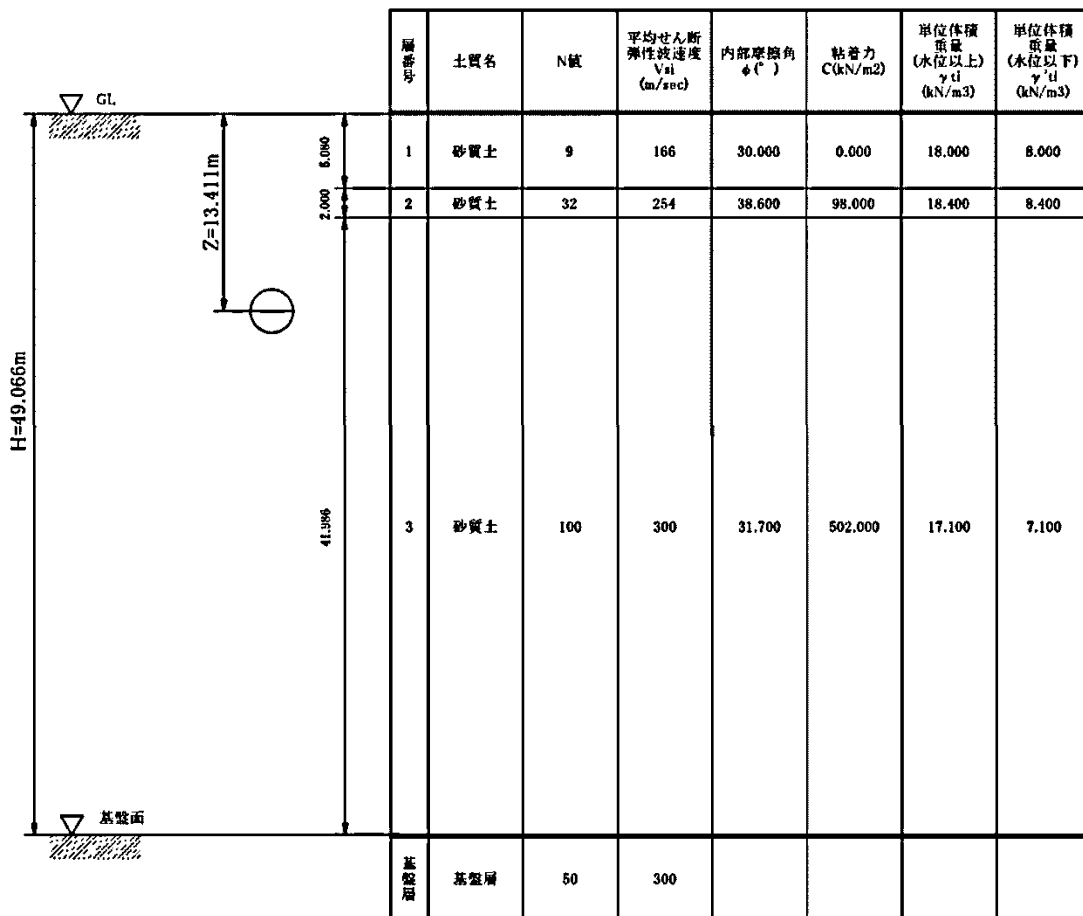 層番号
土質名
N値
平均せん断
弾性波速度
Vsi
(m/sec)
内部摩擦角
φ(°)
粘着力
C(kN/m2)
単位体積
重量
(水位以上)
γti
(kN/m3)
単位体積
重量
(水位以下)
γ'ti
(kN/m3)
GL
H=49.066m
Z=13.411m
5.080
1 砂質土 9 166 30.000 0.000 18.000 8.000
2.000
2 砂質土 32 254 38.600 98.000 18.400 8.400
41.986
3 砂質土 100 300 31.700 502.000 17.100 7.100
基盤面
基盤層 基盤層 50 300